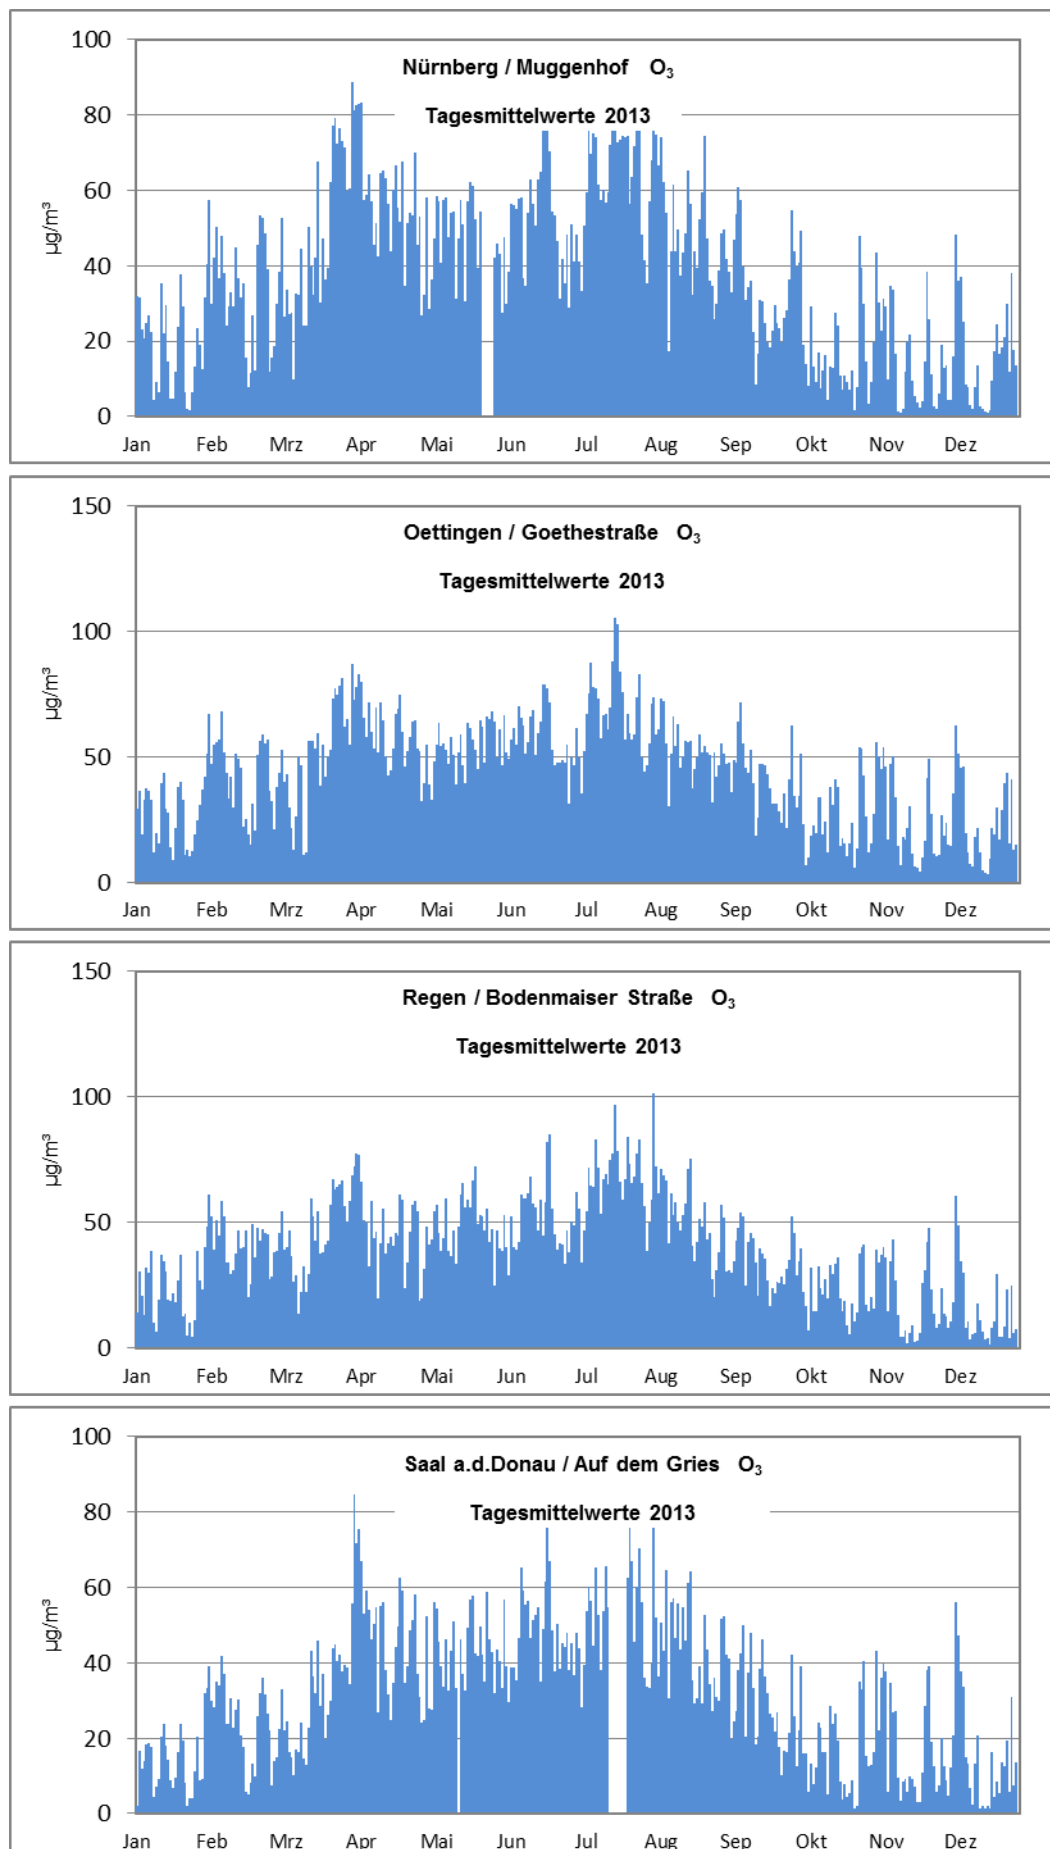 Nürnberg / Muggenhof O₃
Tagesmittelwerte 2013
µg/m³
100
80
60
40
20
0
Jan Feb Mrz Apr Mai Jun Jul Aug Sep Okt Nov Dez
Oettingen / Goethestraße O₃
Tagesmittelwerte 2013
µg/m³
150
100
50
0
Jan Feb Mrz Apr Mai Jun Jul Aug Sep Okt Nov Dez
Regen / Bodenmaiser Straße O₃
Tagesmittelwerte 2013
µg/m³
150
100
50
0
Jan Feb Mrz Apr Mai Jun Jul Aug Sep Okt Nov Dez
Saal a.d.Donau / Auf dem Gries O₃
Tagesmittelwerte 2013
µg/m³
100
80
60
40
20
0
Jan Feb Mrz Apr Mai Jun Jul Aug Sep Okt Nov Dez